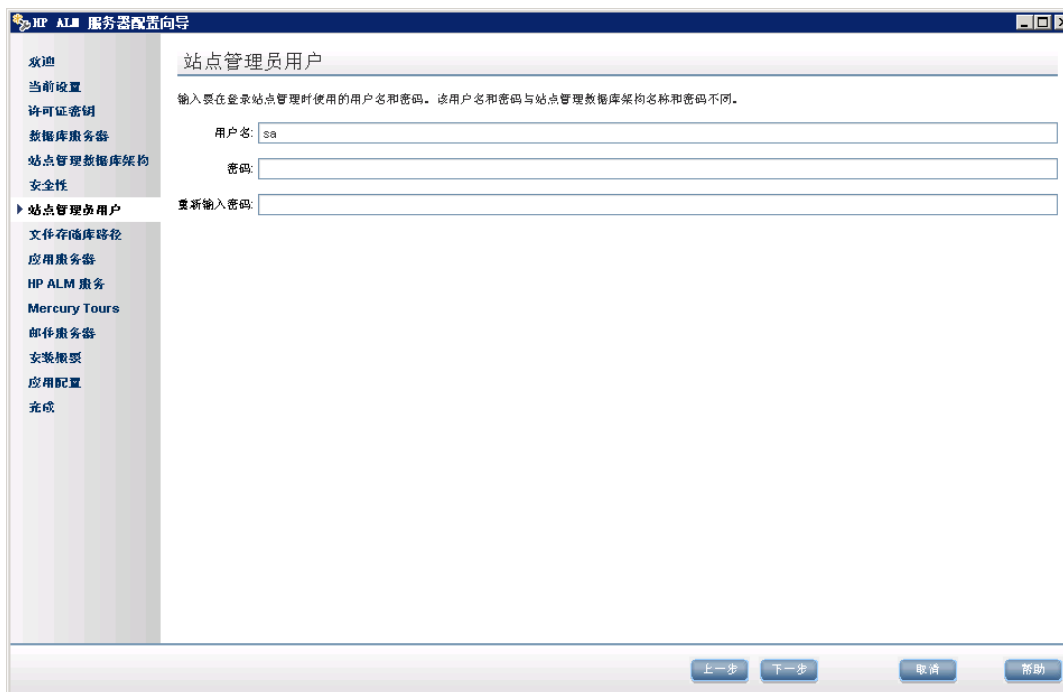 HP ALM 服务器配置向导
欢迎
当前设置
许可证密钥
数据库服务器
站点管理数据库架构
安全性
站点管理员用户
文件存储库路径
应用服务器
HP ALM 服务
Mercury Tours
邮件服务器
安装概要
应用配置
完成
站点管理员用户
输入要在登录站点管理时使用的用户名和密码。该用户名和密码与站点管理数据库架构名称和密码不同。
用户名: sa
密码:
重新输入密码:
上一步 下一步 取消 帮助